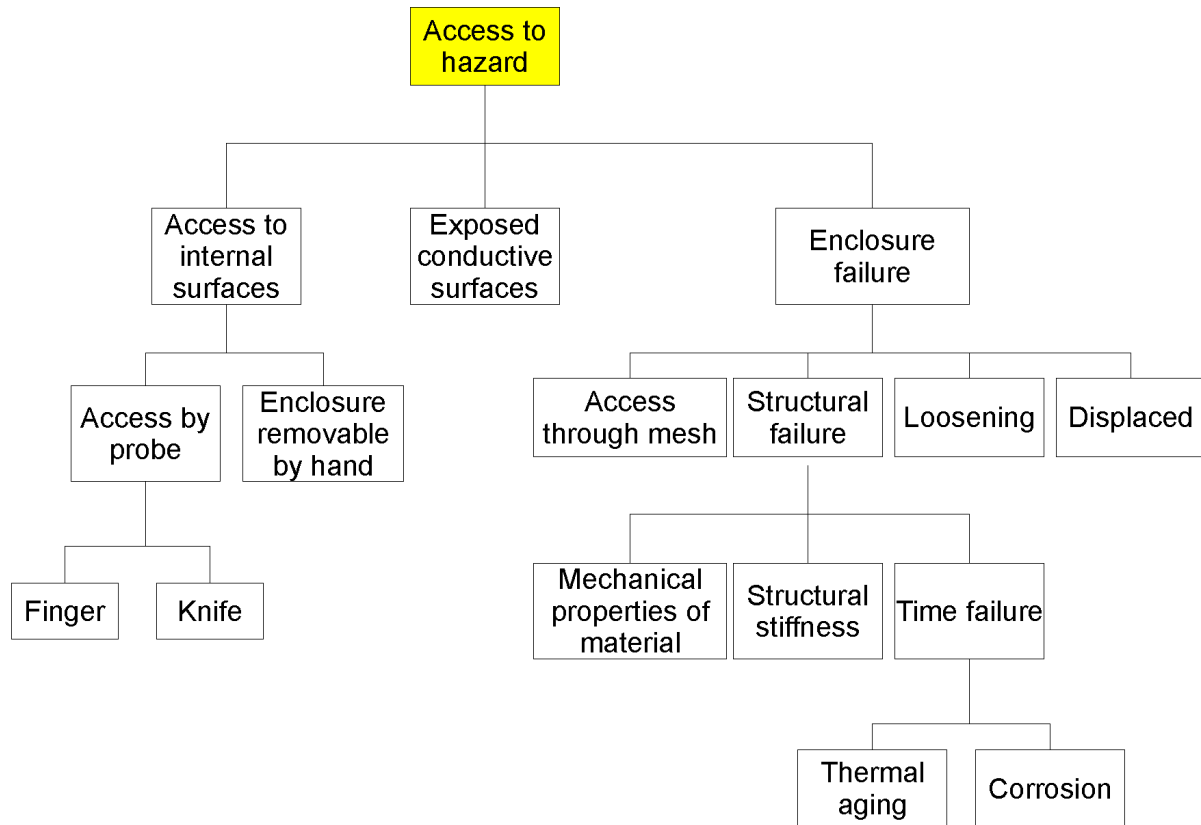 Access to
hazard
Access to
internal
surfaces
Exposed
conductive
surfaces
Enclosure
failure
Access by
probe
Enclosure
removable
by hand
Access
through mesh
Structural
failure
Loosening
Displaced
Finger
Knife
Mechanical
properties of
material
Structural
stiffness
Time failure
Thermal
aging
Corrosion